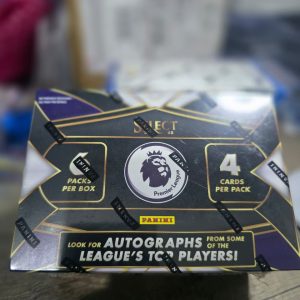 SELECT
PACKS
PER BOX
Premier League
4
CARDS
PER PACK
PANINI
LOOK FOR AUTOGRAPHS FROM SOME OF THE
LEAGUE'S TOP PLAYERS!